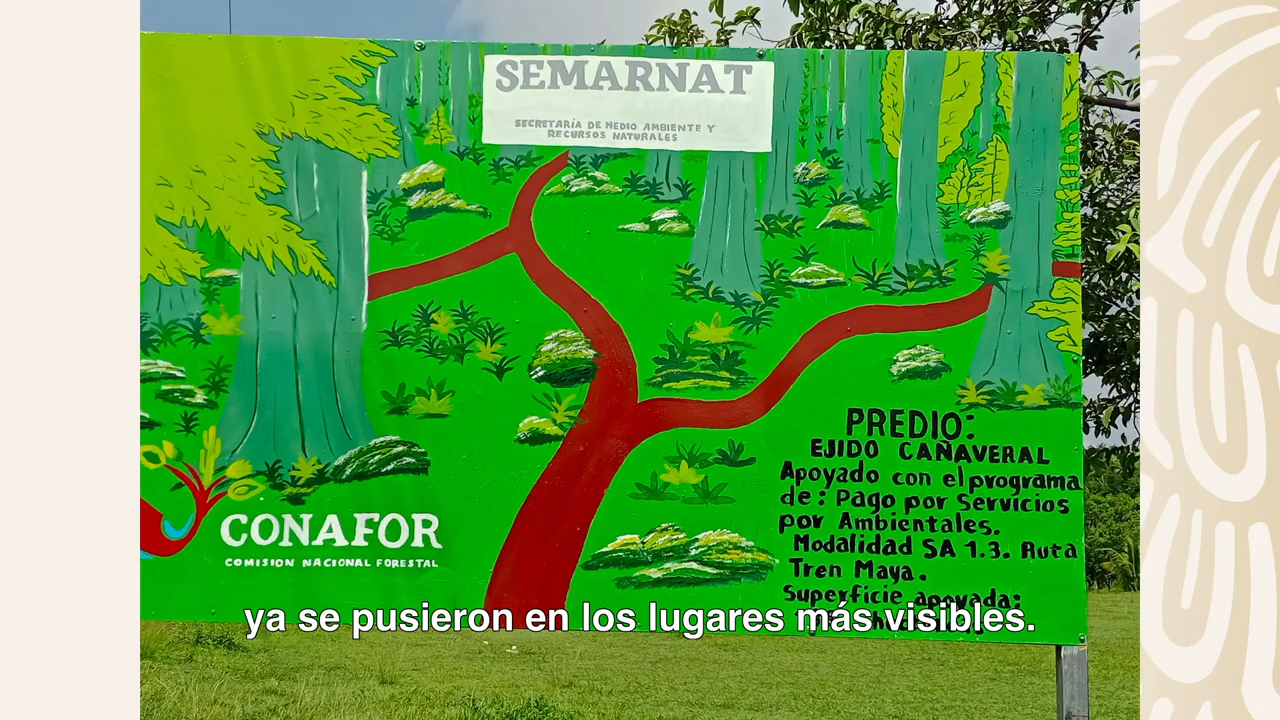 SEMARNAT
SECRETARÍA DE MEDIO AMBIENTE Y
RECURSOS NATURALES
PREDIO:
EJIDO CAÑAVERAL
Apoyado con el programa
de: Pago por Servicios
por Ambientales.
Modalidad SA 1.3. Ruta
Tren Maya.
Superficie apoyada:
CONAFOR
COMISION NACIONAL FORESTAL
ya se pusieron en los lugares más visibles.